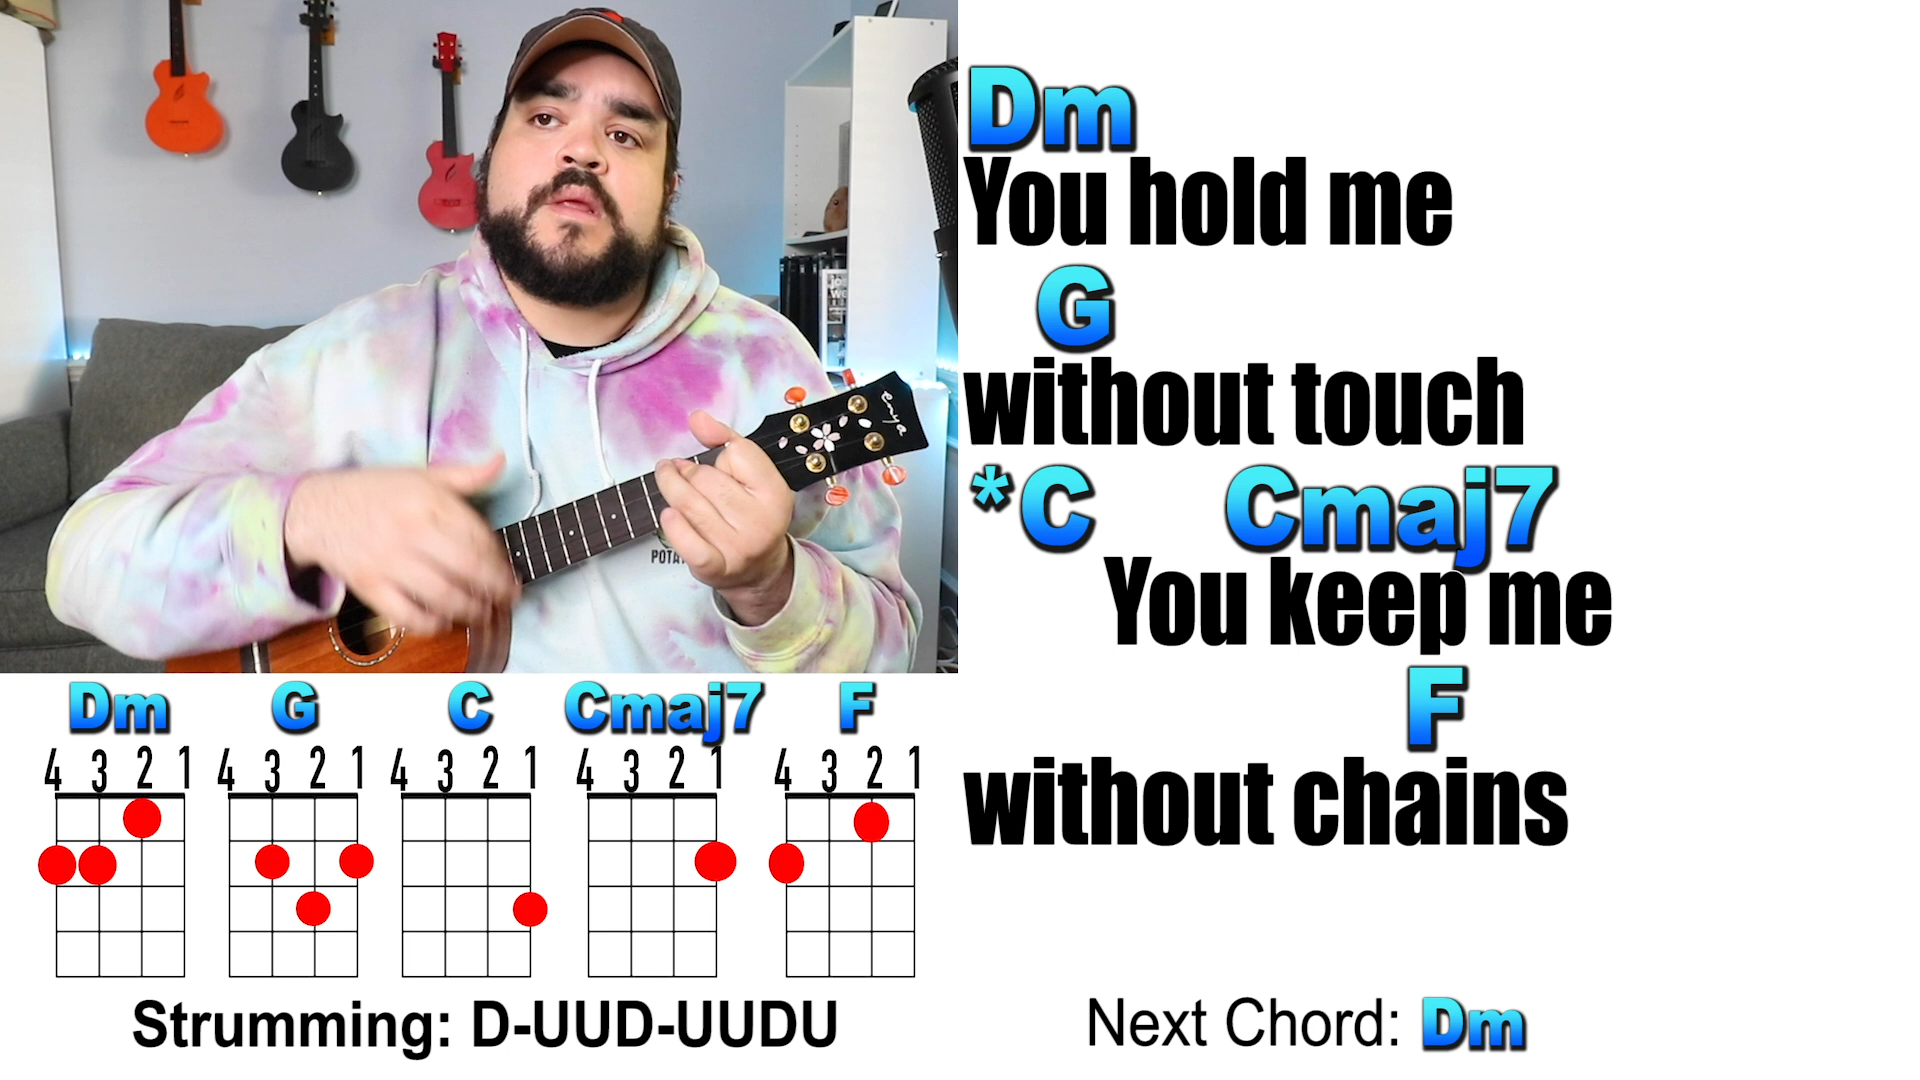 enya
POTA
Dm G C Cmaj7 F
4 3 2 1 4 3 2 1 4 3 2 1 4 3 2 1 4 3 2 1
Strumming: D-UUD-UUDU
Dm
You hold me
G
without touch
*C Cmaj7
You keep me
F
without chains
Next Chord: Dm